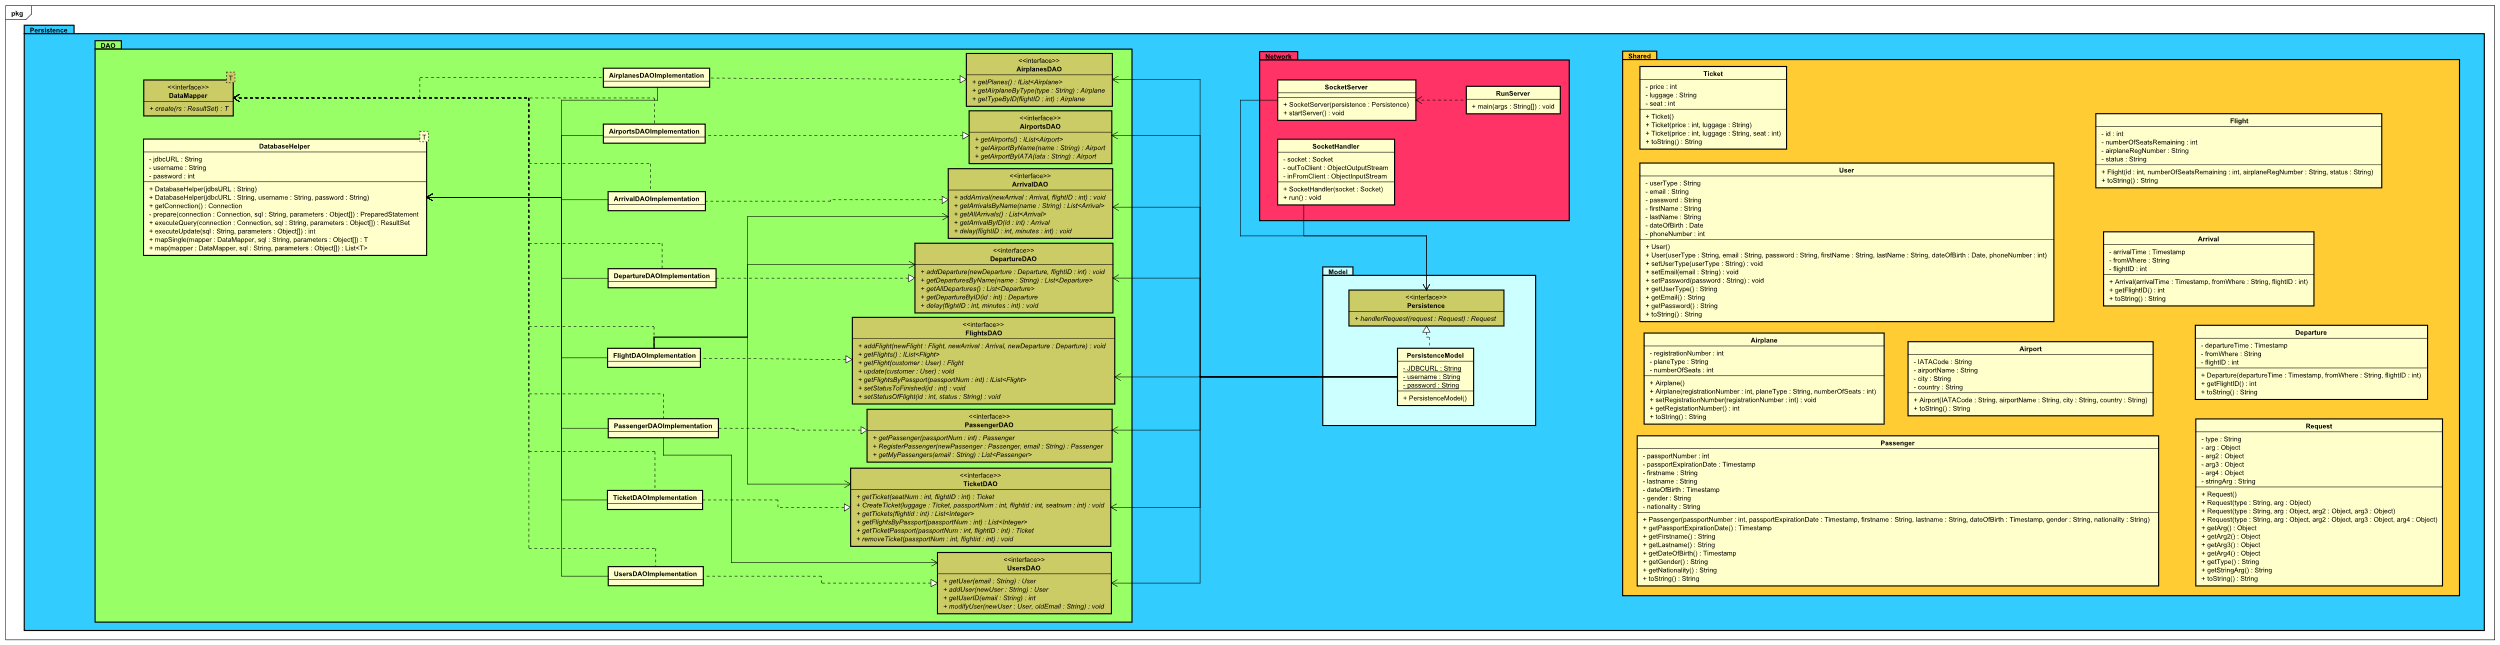 pkg
Persistence
DAO
<<interface>>
DataMapper
T
+ create(rs : ResultSet) : T
DatabaseHelper
T
- jdbcURL : String
- username : String
- password : int
+ DatabaseHelper(jdbsURL : String)
+ DatabaseHelper(jdbcURL : String, username : String, password : String)
+ getConnection() : Connection
- prepare(connection : Connection, sql : String, parameters : Object[]) : PreparedStatement
+ executeQuery(connection : Connection, sql : String, parameters : Object[]) : ResultSet
+ executeUpdate(sql : String, parameters : Object[]) : int
+ mapSingle(mapper : DataMapper, sql : String, parameters : Object[]) : T
+ map(mapper : DataMapper, sql : String, parameters : Object[]) : List<T>
AirplanesDAOImplementation
AirportsDAOImplementation
ArrivalDAOImplementation
DepartureDAOImplementation
FlightDAOImplementation
PassengerDAOImplementation
TicketDAOImplementation
UsersDAOImplementation
<<interface>>
AirplanesDAO
+ getPlanes() : IList<Airplane>
+ getAirplaneByType(type : String) : Airplane
+ getTypeByID(flightID : int) : Airplane
<<interface>>
AirportsDAO
+ getAirports() : IList<Airport>
+ getAirportByName(name : String) : Airport
+ getAirportByIATA(iata : String) : Airport
<<interface>>
ArrivalDAO
+ addArrival(newArrival : Arrival, flightID : int) : void
+ getArrivalsByName(name : String) : List<Arrival>
+ getAllArrivals() : List<Arrival>
+ getArrivalByID(id : int) : Arrival
+ delay(flightID : int, minutes : int) : void
<<interface>>
DepartureDAO
+ addDeparture(newDeparture : Departure, flightID : int) : void
+ getDeparturesByName(name : String) : List<Departure>
+ getAllDepartures() : List<Departure>
+ getDepartureByID(id : int) : Departure
+ delay(flightID : int, minutes : int) : void
<<interface>>
FlightsDAO
+ addFlight(newFlight : Flight, newArrival : Arrival, newDeparture : Departure) : void
+ getFlights() : IList<Flight>
+ getFlight(customer : User) : Flight
+ update(customer : User) : void
+ getFlightsByPassport(passportNum : int) : IList<Flight>
+ setStatusToFinished(id : int) : void
+ setStatusOfFlight(id : int, status : String) : void
<<interface>>
PassengerDAO
+ getPassenger(passportNum : int) : Passenger
+ RegisterPassenger(newPassenger : Passenger, email : String) : Passenger
+ getMyPassengers(email : String) : List<Passenger>
<<interface>>
TicketDAO
+ getTicket(seatNum : int, flightID : int) : Ticket
+ CreateTicket(luggage : Ticket, passportNum : int, flightid : int, seatnum : int) : void
+ getTickets(flightid : int) : List<Integer>
+ getFlightsByPassport(passportNum : int) : List<Integer>
+ getTicketPassport(passportNum : int, flightID : int) : Ticket
+ removeTicket(passportNum : int, flightid : int) : void
<<interface>>
UsersDAO
+ getUser(email : String) : User
+ addUser(newUser : String) : User
+ getUserID(email : String) : int
+ modifyUser(newUser : User, oldEmail : String) : void
Network
SocketServer
+ SocketServer(persistence : Persistence)
+ startServer() : void
RunServer
+ main(args : String[]) : void
SocketHandler
- socket : Socket
- outToClient : ObjectOutputStream
- inFromClient : ObjectInputStream
+ SocketHandler(socket : Socket)
+ run() : void
Model
<<interface>>
Persistence
+ handlerRequest(request : Request) : Request
PersistenceModel
- JDBCURL : String
- username : String
- password : String
+ PersistenceModel()
Shared
Ticket
- price : int
- luggage : String
- seat : int
+ Ticket()
+ Ticket(price : int, luggage : String)
+ Ticket(price : int, luggage : String, seat : int)
+ toString() : String
User
- userType : String
- email : String
- password : String
- firstName : String
- lastName : String
- dateOfBirth : Date
- phoneNumber : int
+ User()
+ User(userType : String, email : String, password : String, firstName : String, lastName : String, dateOfBirth : Date, phoneNumber : int)
+ setUserType(userType : String) : void
+ setEmail(email : String) : void
+ setPassword(password : String) : void
+ getUserType() : String
+ getEmail() : String
+ getPassword() : String
+ toString() : String
Flight
- id : int
- numberOfSeatsRemaining : int
- airplaneRegNumber : String
- status : String
+ Flight(id : int, numberOfSeatsRemaining : int, airplaneRegNumber : String, status : String)
+ toString() : String
Arrival
- arrivalTime : Timestamp
- fromWhere : String
- flightID : int
+ Arrival(arrivalTime : Timestamp, fromWhere : String, flightID : int)
+ getFlightID() : int
+ toString() : String
Airplane
- registrationNumber : int
- planeType : String
- numberOfSeats : int
+ Airplane()
+ Airplane(registrationNumber : int, planeType : String, numberOfSeats : int)
+ setRegistrationNumber(registrationNumber : int) : void
+ getRegistationNumber() : int
+ toString() : String
Airport
- IATACode : String
- airportName : String
- city : String
- country : String
+ Airport(IATACode : String, airportName : String, city : String, country : String)
+ toString() : String
Departure
- departureTime : Timestamp
- fromWhere : String
- flightID : int
+ Departure(departureTime : Timestamp, fromWhere : String, flightID : int)
+ getFlightID() : int
+ toString() : String
Passenger
- passportNumber : int
- passportExpirationDate : Timestamp
- firstname : String
- lastname : String
- dateOfBirth : Timestamp
- gender : String
- nationality : String
+ Passenger(passportNumber : int, passportExpirationDate : Timestamp, firstname : String, lastname : String, dateOfBirth : Timestamp, gender : String, nationality : String)
+ getPassportExpirationDate() : Timestamp
+ getFirstname() : String
+ getLastname() : String
+ getDateOfBirth() : Timestamp
+ getGender() : String
+ getNationality() : String
+ toString() : String
Request
- type : String
- arg : Object
- arg2 : Object
- arg3 : Object
- arg4 : Object
- stringArg : String
+ Request()
+ Request(type : String, arg : Object)
+ Request(type : String, arg : Object, arg2 : Object, arg3 : Object)
+ Request(type : String, arg : Object, arg2 : Object, arg3 : Object, arg4 : Object)
+ getArg() : Object
+ getArg2() : Object
+ getArg3() : Object
+ getArg4() : Object
+ getType() : String
+ getStringArg() : String
+ toString() : String